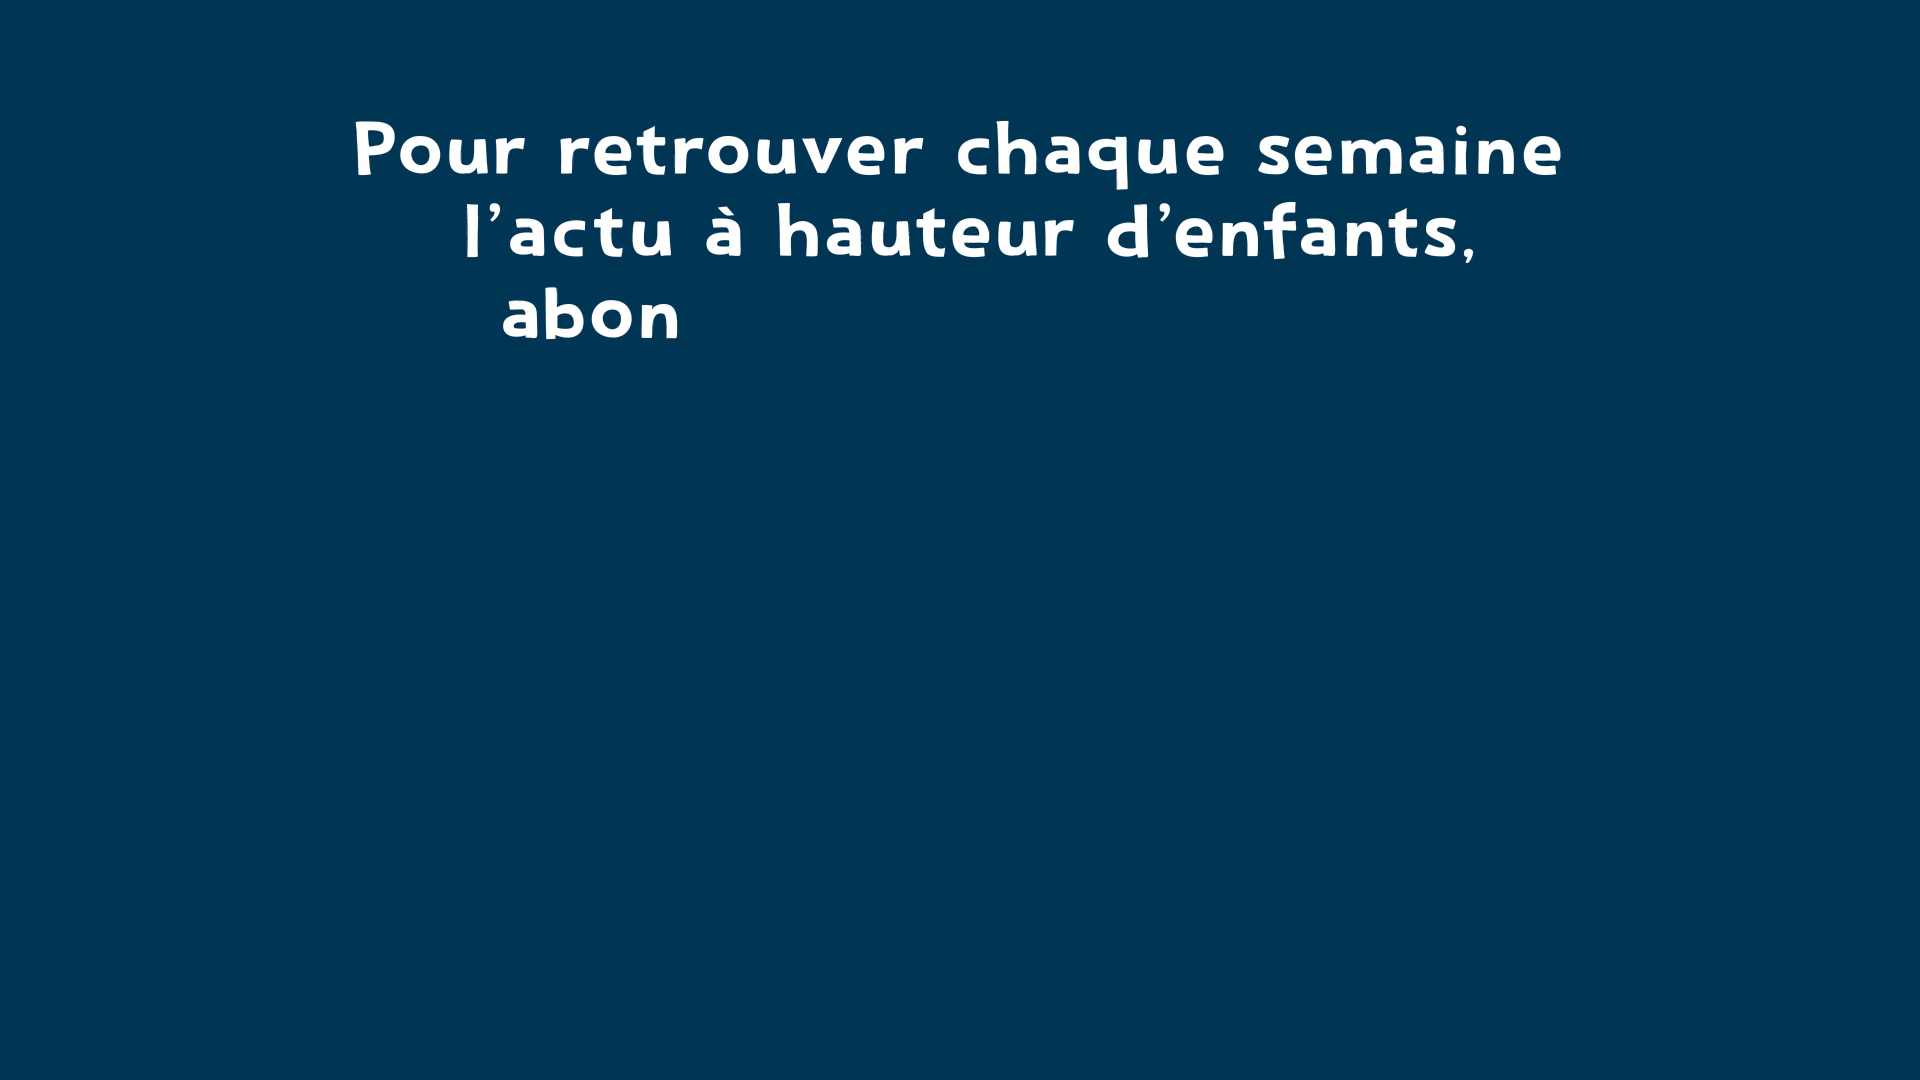 Pour retrouver chaque semaine
l’actu à hauteur d’enfants,
abon